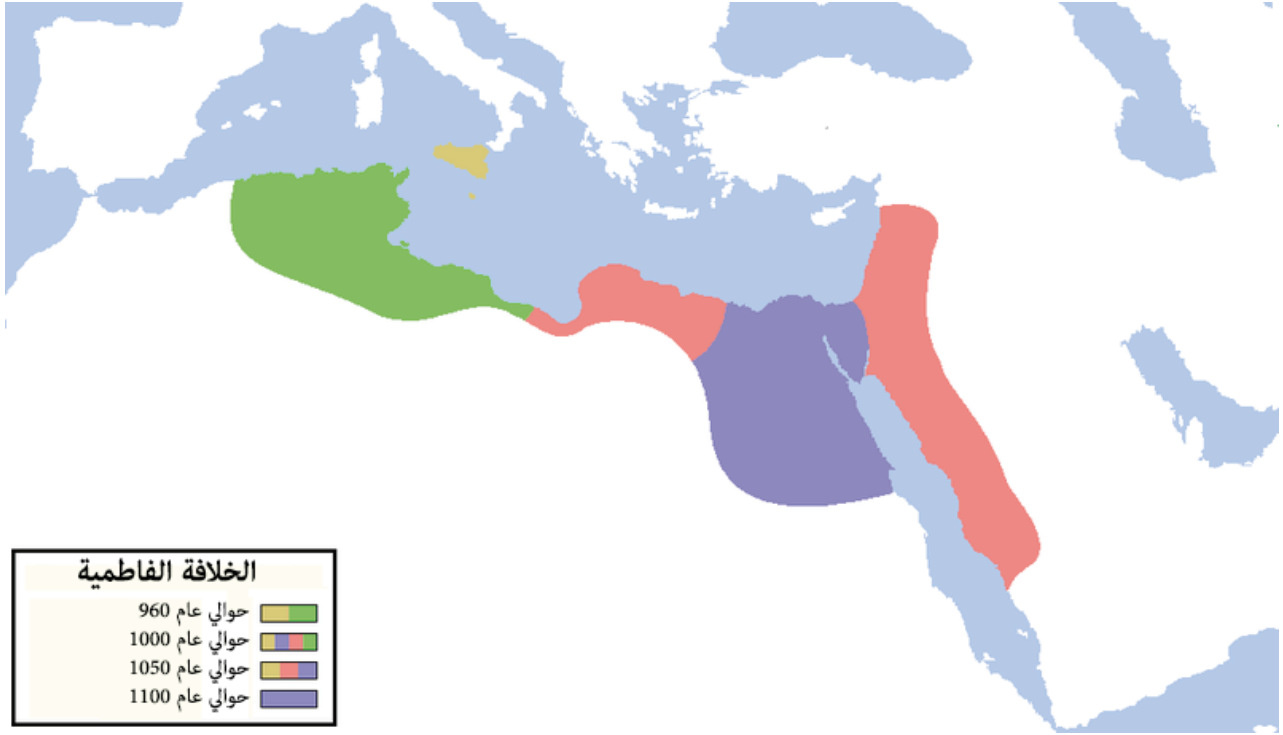 الخلافة الفاطمية
حوالي عام 960
حوالي عام 1000
حوالي عام 1050
حوالي عام 1100